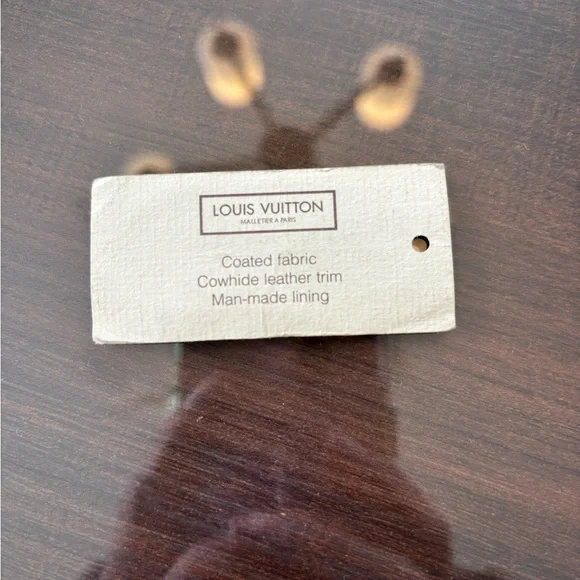 LOUIS VUITTON
MALLETIER A PARIS
Coated fabric
Cowhide leather trim
Man-made lining